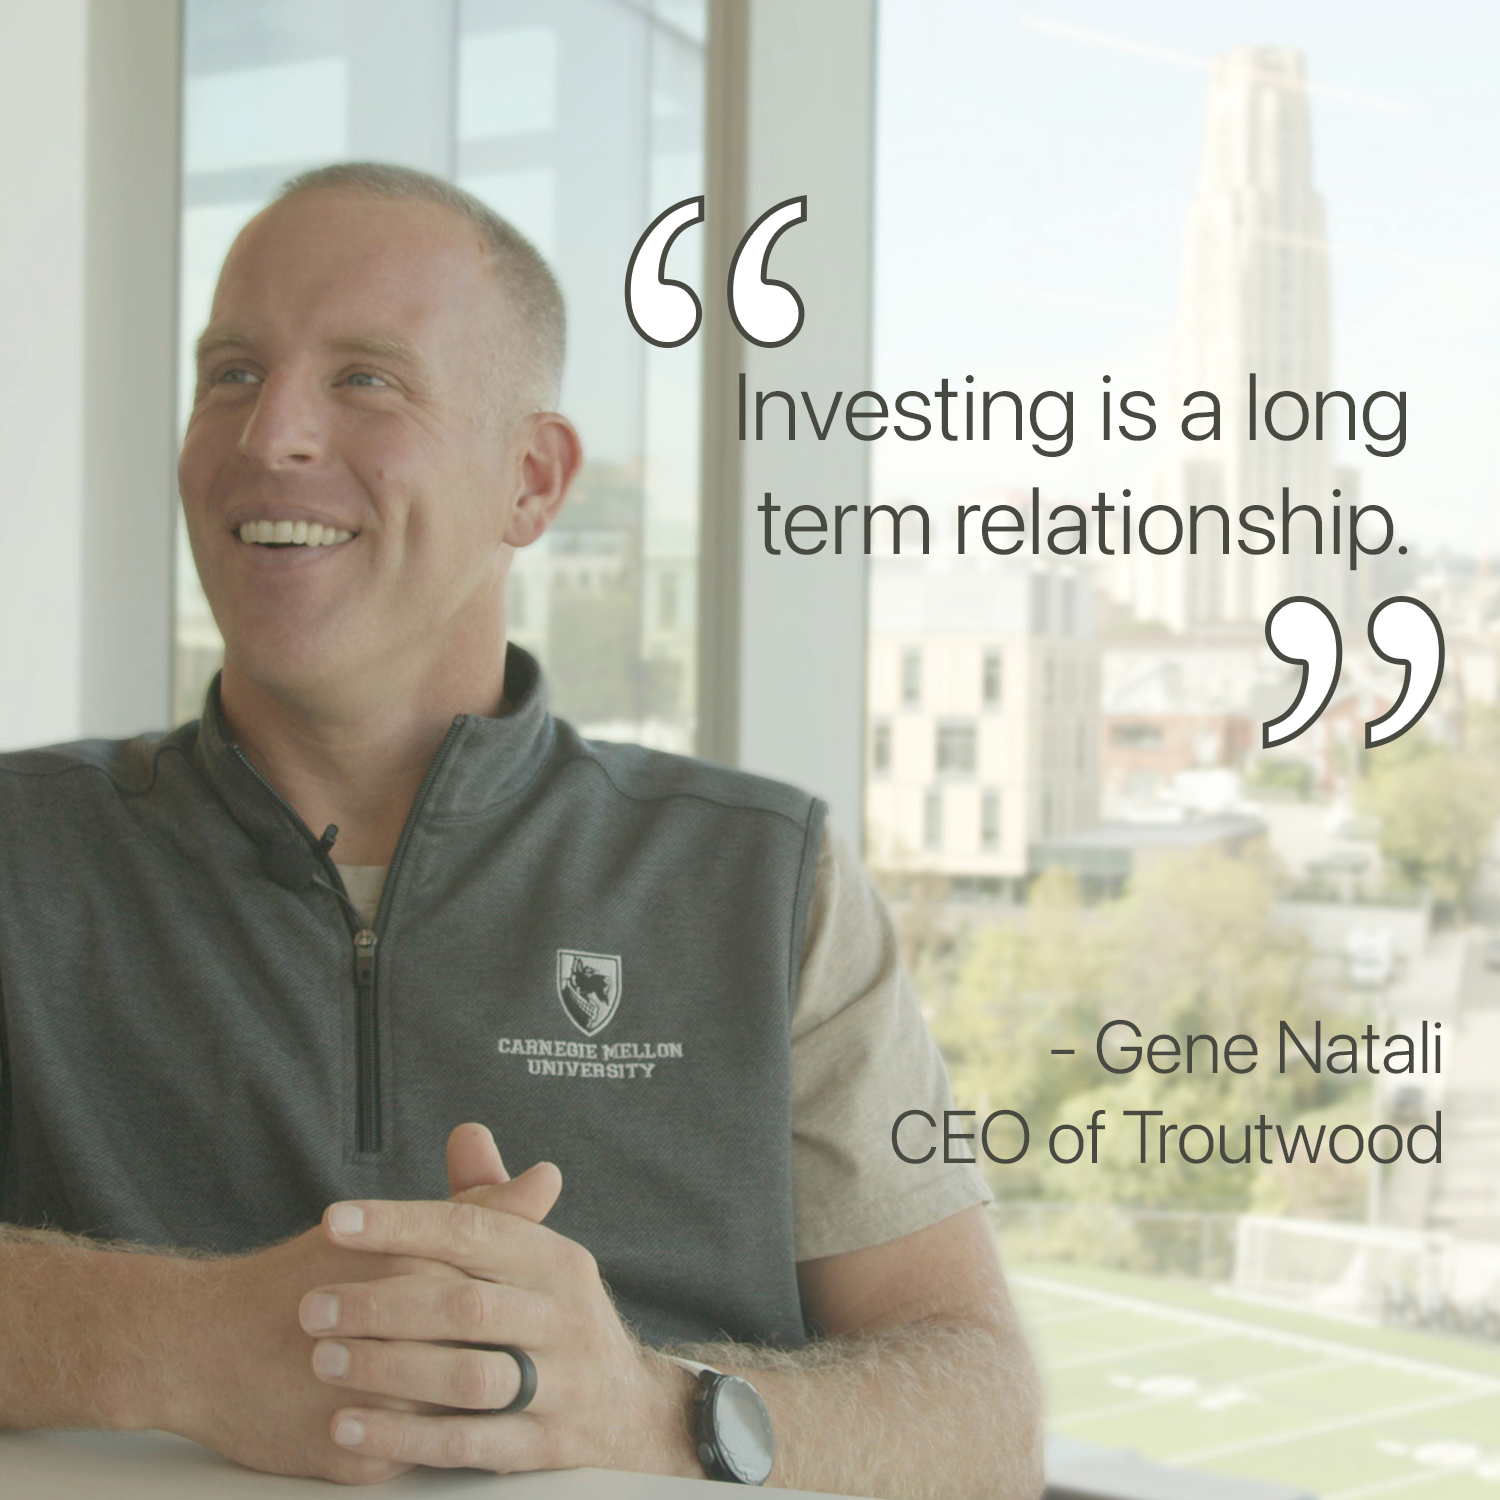 “
Investing is a long
term relationship.
”
CARNEGIE MELLON
UNIVERSITY
- Gene Natali
CEO of Troutwood